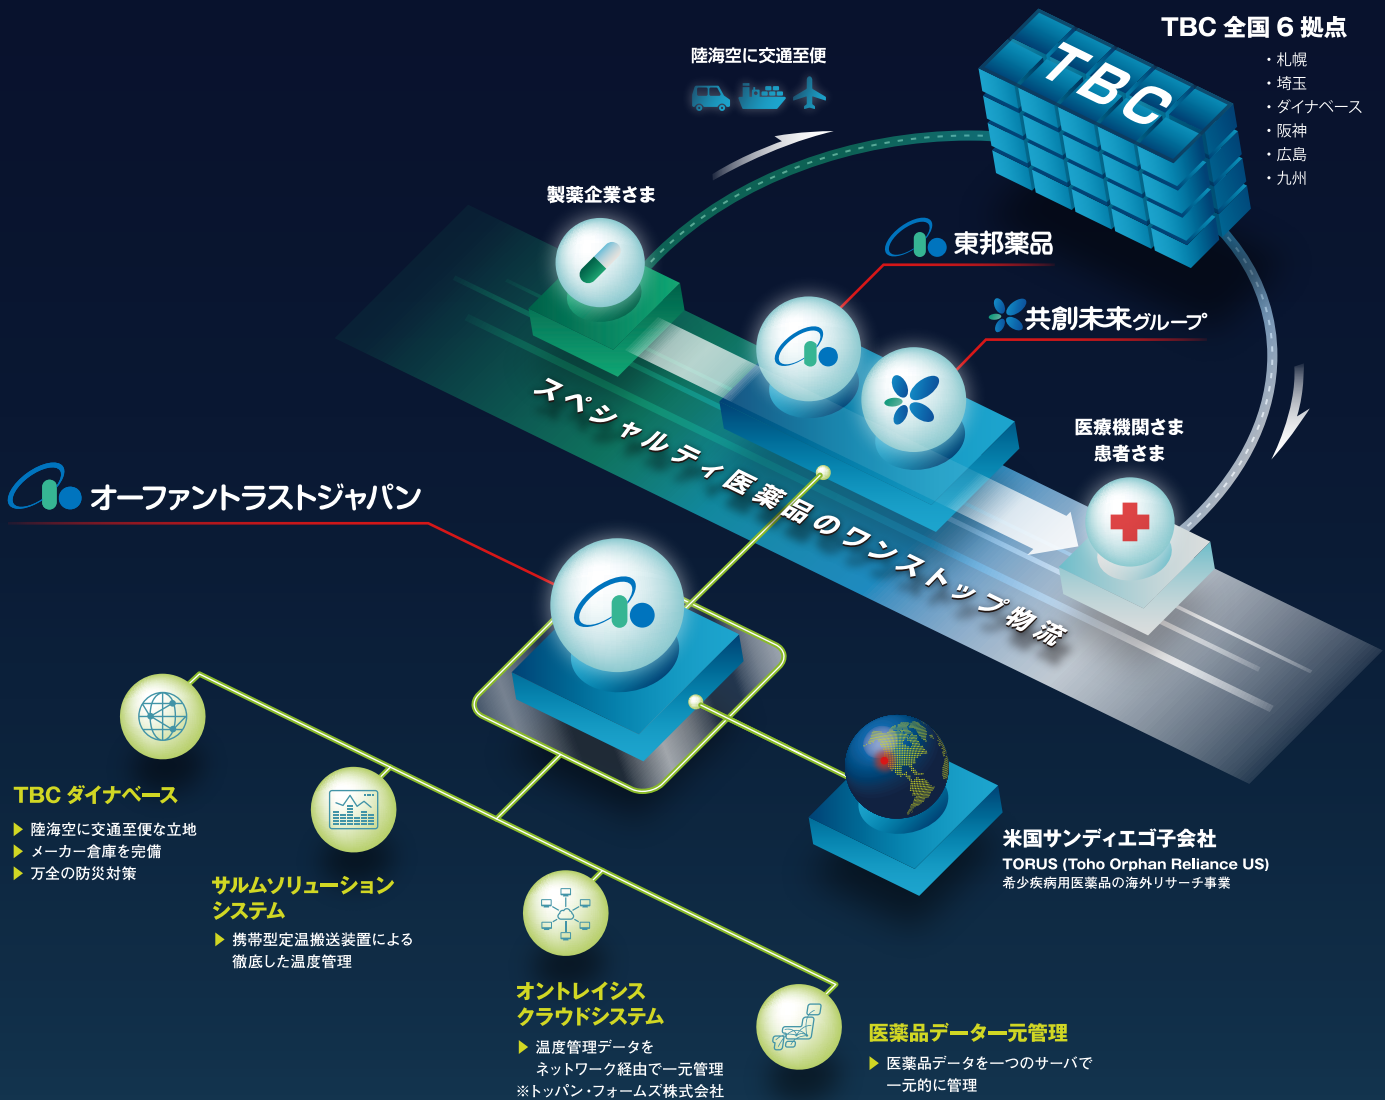 TBC 全国 6 拠点
・札幌
・埼玉
・ダイナベース
・阪神
・広島
・九州
TBC
陸海空に交通至便
製薬企業さま
東邦薬品
共創未来グループ
医療機関さま
患者さま
スペシャルティ医薬品のワンストップ物流
オーファントラストジャパン
TBC ダイナベース
陸海空に交通至便な立地
メーカー倉庫を完備
万全の防災対策
サルムソリューション
システム
携帯型定温搬送装置による
徹底した温度管理
オントレイシス
クラウドシステム
温度管理データを
ネットワーク経由で一元管理
※トッパン・フォームズ株式会社
医薬品データ一元管理
医薬品データを一つのサーバで
一元的に管理
米国サンディエゴ子会社
TORUS (Toho Orphan Reliance US)
希少疾病用医薬品の海外リサーチ事業